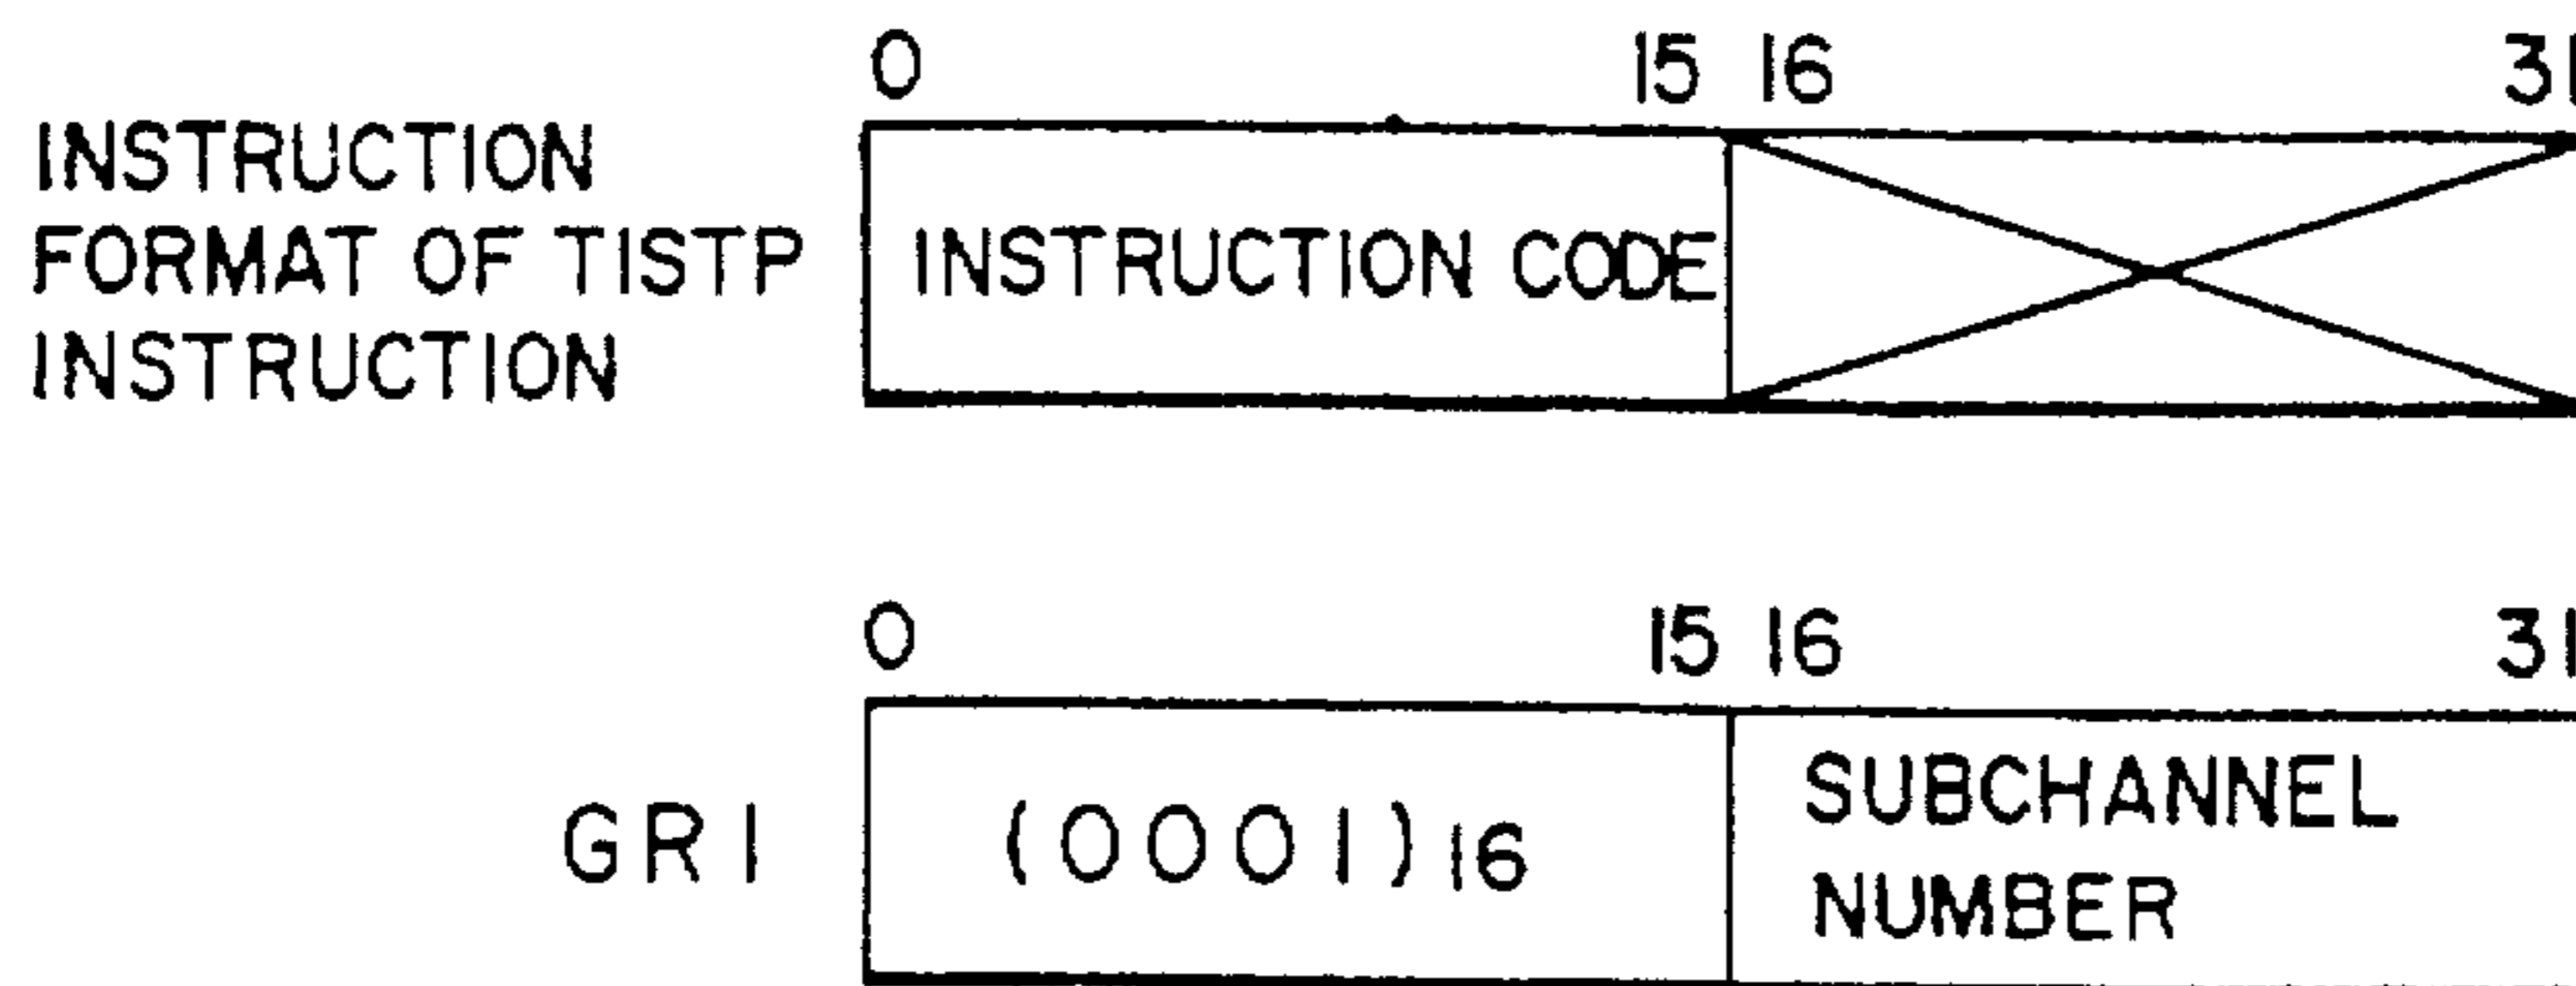 0 15 16 31
INSTRUCTION
FORMAT OF TISTP
INSTRUCTION
INSTRUCTION CODE
0 15 16 31
GR1 (0001)16 SUBCHANNEL
NUMBER